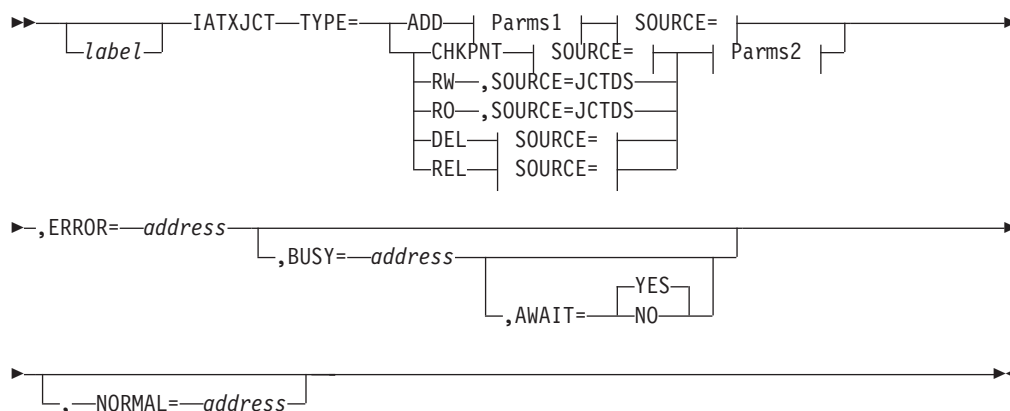 IATXJCT TYPE= ADD Parms1 SOURCE=
label CHKPNT SOURCE= Parms2
RW ,SOURCE=JCTDS
RO ,SOURCE=JCTDS
DEL SOURCE=
REL SOURCE=
,ERROR= address
,BUSY= address
YES
,AWAIT= NO
, NORMAL= address